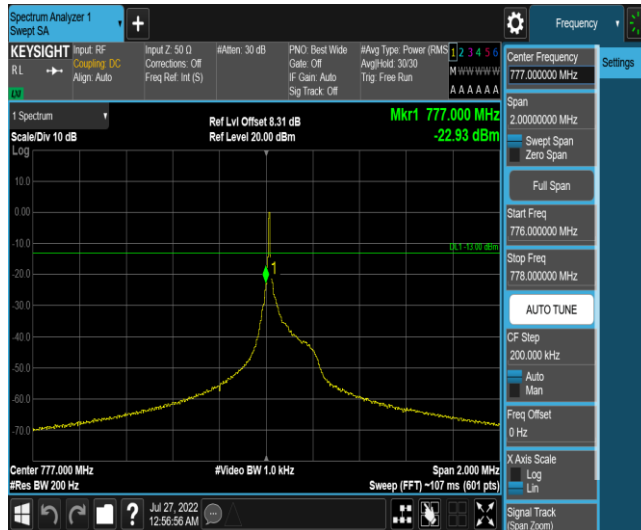 Spectrum Analyzer 1
Swept SA
Frequency
KEYSIGHT
RL
LXI
Input: RF
Coupling: DC
Align: Auto
Input Z: 50 Ω
Corrections: Off
Freq Ref: Int (S)
#Atten: 30 dB
PNO: Best Wide
Gate: Off
IF Gain: Auto
Sig Track: Off
#Avg Type: Power (RMS
Avg|Hold: 30/30
Trig: Free Run
1 2 3 4 5 6
M W W W W W
A A A A A A
1 Spectrum
Scale/Div 10 dB
Ref Lvl Offset 8.31 dB
Ref Level 20.00 dBm
Mkr1 777.000 MHz
-22.93 dBm
Log
10.0
0.00
-10.0
-20.0
-30.0
-40.0
-50.0
-60.0
-70.0
DL1 -13.00 dBm
1
Center 777.000 MHz
#Res BW 200 Hz
#Video BW 1.0 kHz
Span 2.000 MHz
Sweep (FFT) ~107 ms (601 pts)
Jul 27, 2022
12:56:56 AM
Center Frequency
777.000000 MHz
Span
2.00000000 MHz
Swept Span
Zero Span
Full Span
Start Freq
776.000000 MHz
Stop Freq
778.000000 MHz
AUTO TUNE
CF Step
200.000 kHz
Auto
Man
Freq Offset
0 Hz
X Axis Scale
Log
Lin
Signal Track
(Span Zoom)
Settings